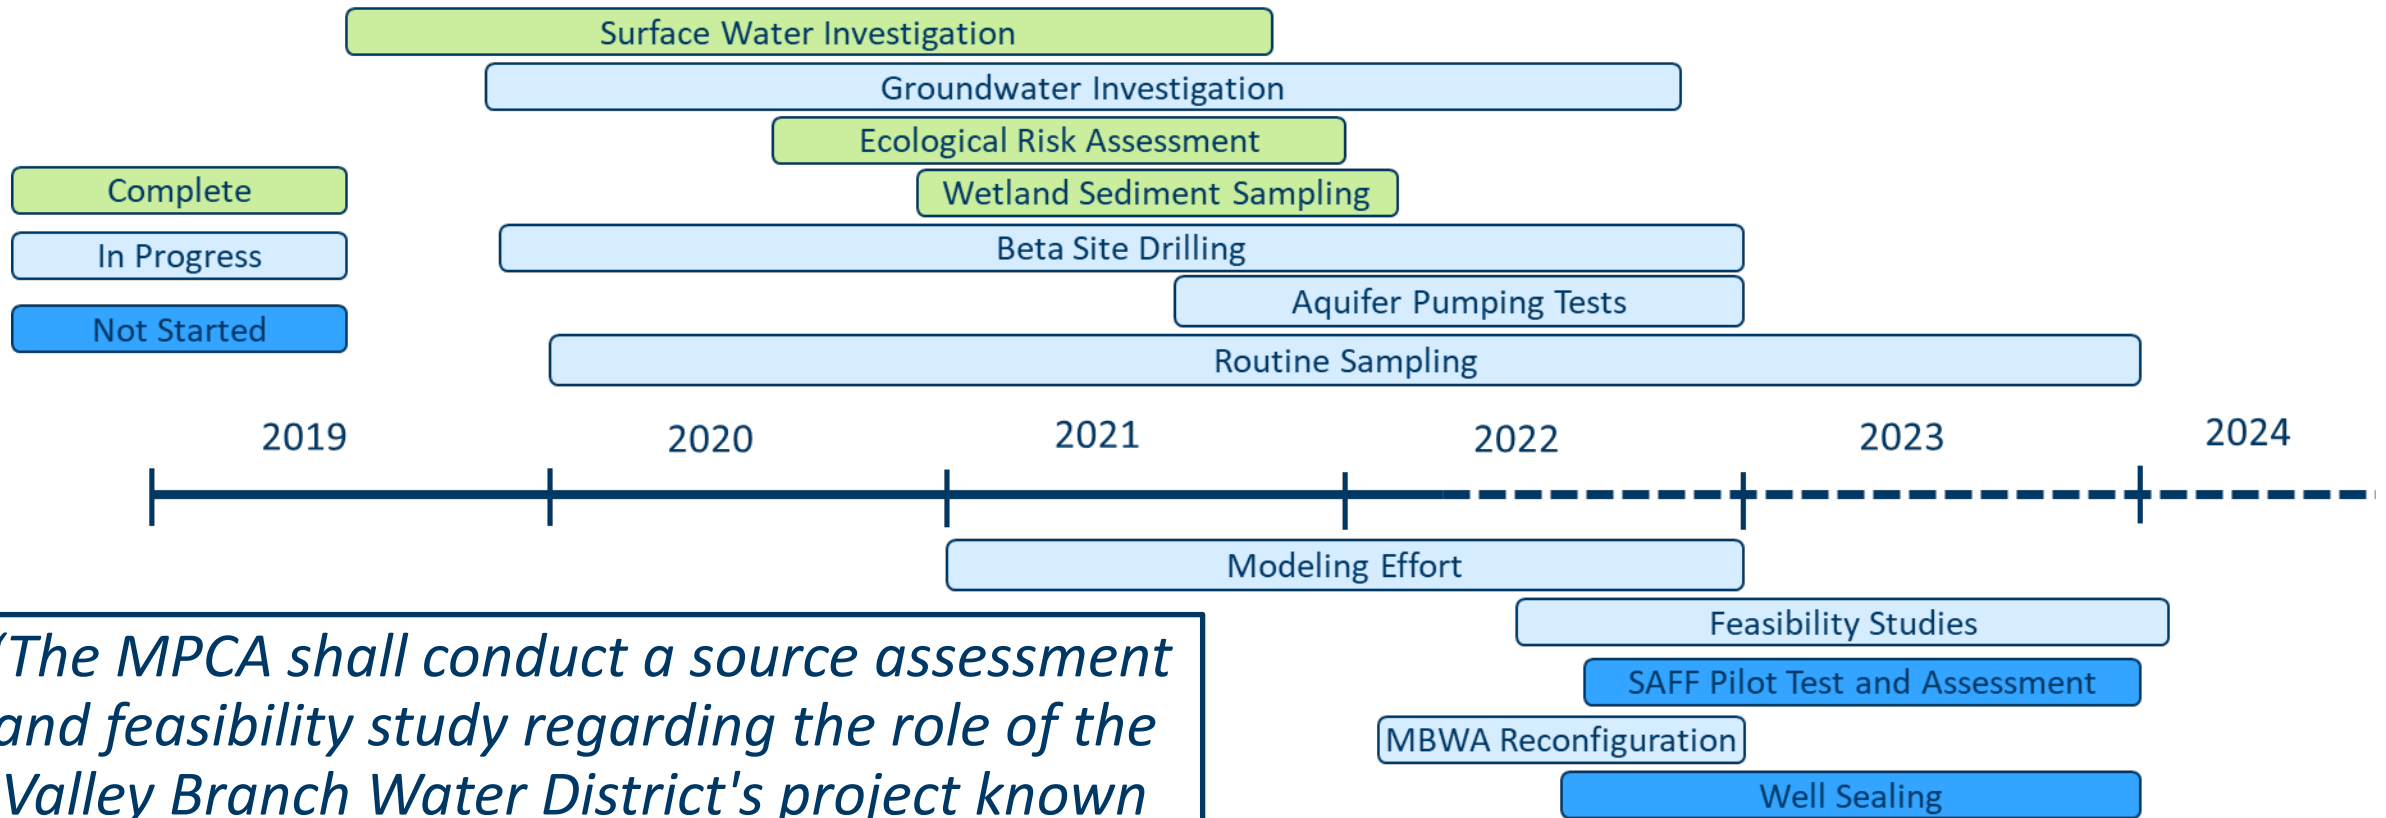 Surface Water Investigation
Groundwater Investigation
Ecological Risk Assessment
Complete
Wetland Sediment Sampling
In Progress
Beta Site Drilling
Aquifer Pumping Tests
Not Started
Routine Sampling
2019 2020 2021 2022 2023 2024
Modeling Effort
Feasibility Studies
SAFF Pilot Test and Assessment
MBWA Reconfiguration
Well Sealing
“The MPCA shall conduct a source assessment
and feasibility study regarding the role of the
Valley Branch Water District's project known